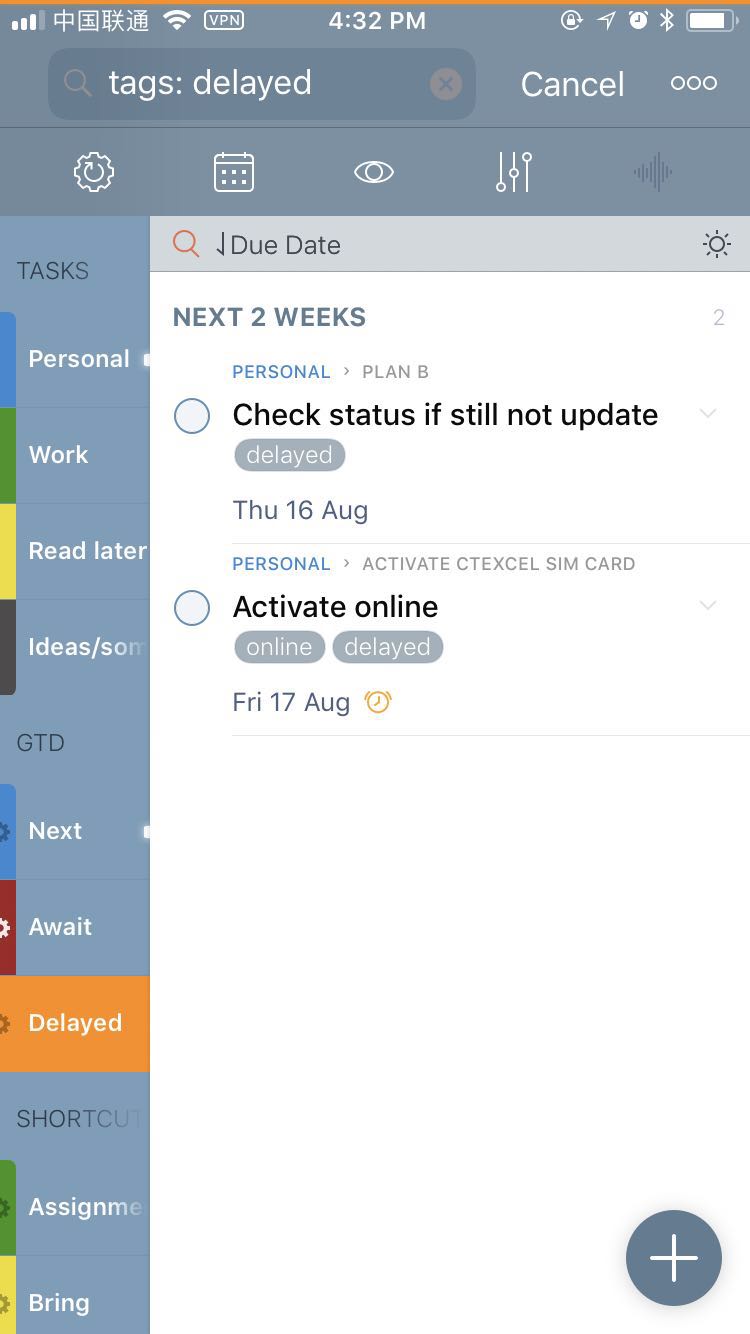 中国联通 VPN 4:32 PM
tags: delayed Cancel
Due Date
TASKS
Personal
Work
Read later
Ideas/som
GTD
Next
Await
Delayed
SHORTCUT
Assignme
Bring
NEXT 2 WEEKS 2
PERSONAL › PLAN B
Check status if still not update
delayed
Thu 16 Aug
PERSONAL › ACTIVATE CTEXCEL SIM CARD
Activate online
online delayed
Fri 17 Aug